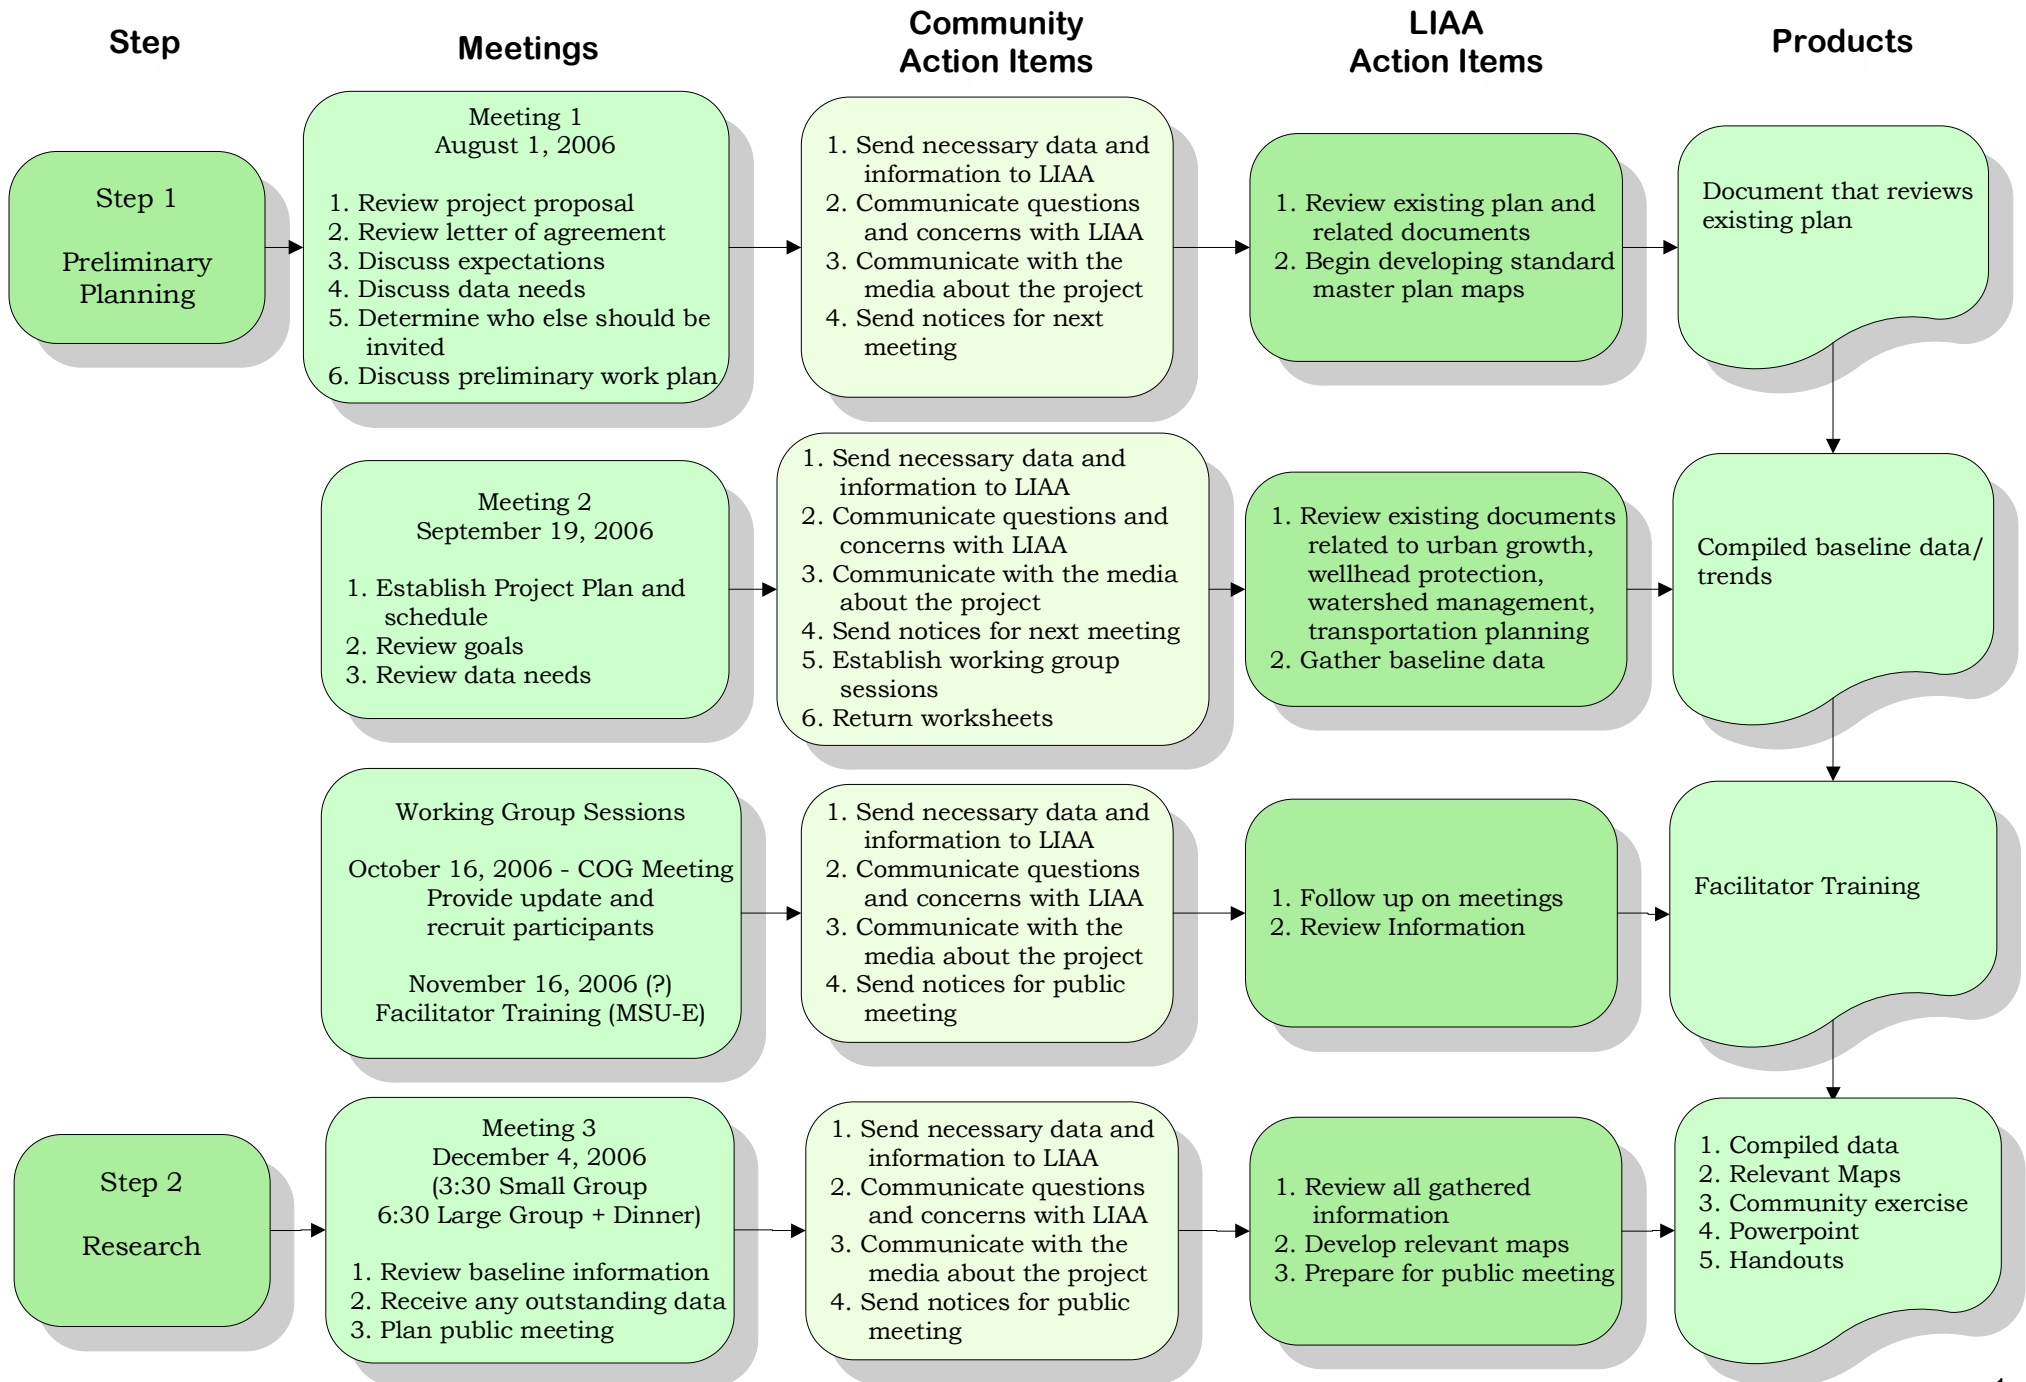 Step
Meetings
Community
Action Items
LIAA
Action Items
Products
Step 1
Preliminary
Planning
Meeting 1
August 1, 2006
1. Review project proposal
2. Review letter of agreement
3. Discuss expectations
4. Discuss data needs
5. Determine who else should be
invited
6. Discuss preliminary work plan
1. Send necessary data and
information to LIAA
2. Communicate questions
and concerns with LIAA
3. Communicate with the
media about the project
4. Send notices for next
meeting
1. Review existing plan and
related documents
2. Begin developing standard
master plan maps
Document that reviews
existing plan
Meeting 2
September 19, 2006
1. Establish Project Plan and
schedule
2. Review goals
3. Review data needs
1. Send necessary data and
information to LIAA
2. Communicate questions and
concerns with LIAA
3. Communicate with the media
about the project
4. Send notices for next meeting
5. Establish working group
sessions
6. Return worksheets
1. Review existing documents
related to urban growth,
wellhead protection,
watershed management,
transportation planning
2. Gather baseline data
Compiled baseline data/
trends
Working Group Sessions
October 16, 2006 - COG Meeting
Provide update and
recruit participants
November 16, 2006 (?)
Facilitator Training (MSU-E)
1. Send necessary data and
information to LIAA
2. Communicate questions
and concerns with LIAA
3. Communicate with the
media about the project
4. Send notices for public
meeting
1. Follow up on meetings
2. Review Information
Facilitator Training
Step 2
Research
Meeting 3
December 4, 2006
(3:30 Small Group
6:30 Large Group + Dinner)
1. Review baseline information
2. Receive any outstanding data
3. Plan public meeting
1. Send necessary data and
information to LIAA
2. Communicate questions
and concerns with LIAA
3. Communicate with the
media about the project
4. Send notices for public
meeting
1. Review all gathered
information
2. Develop relevant maps
3. Prepare for public meeting
1. Compiled data
2. Relevant Maps
3. Community exercise
4. Powerpoint
5. Handouts